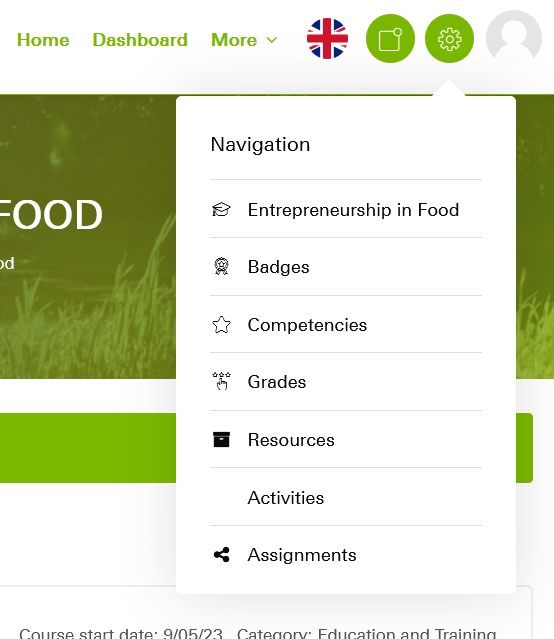 Home Dashboard More
Navigation
FOOD
Entrepreneurship in Food
od
Badges
Competencies
Grades
Resources
Activities
Assignments
Course start date: 9/05/23 Category: Education and Training